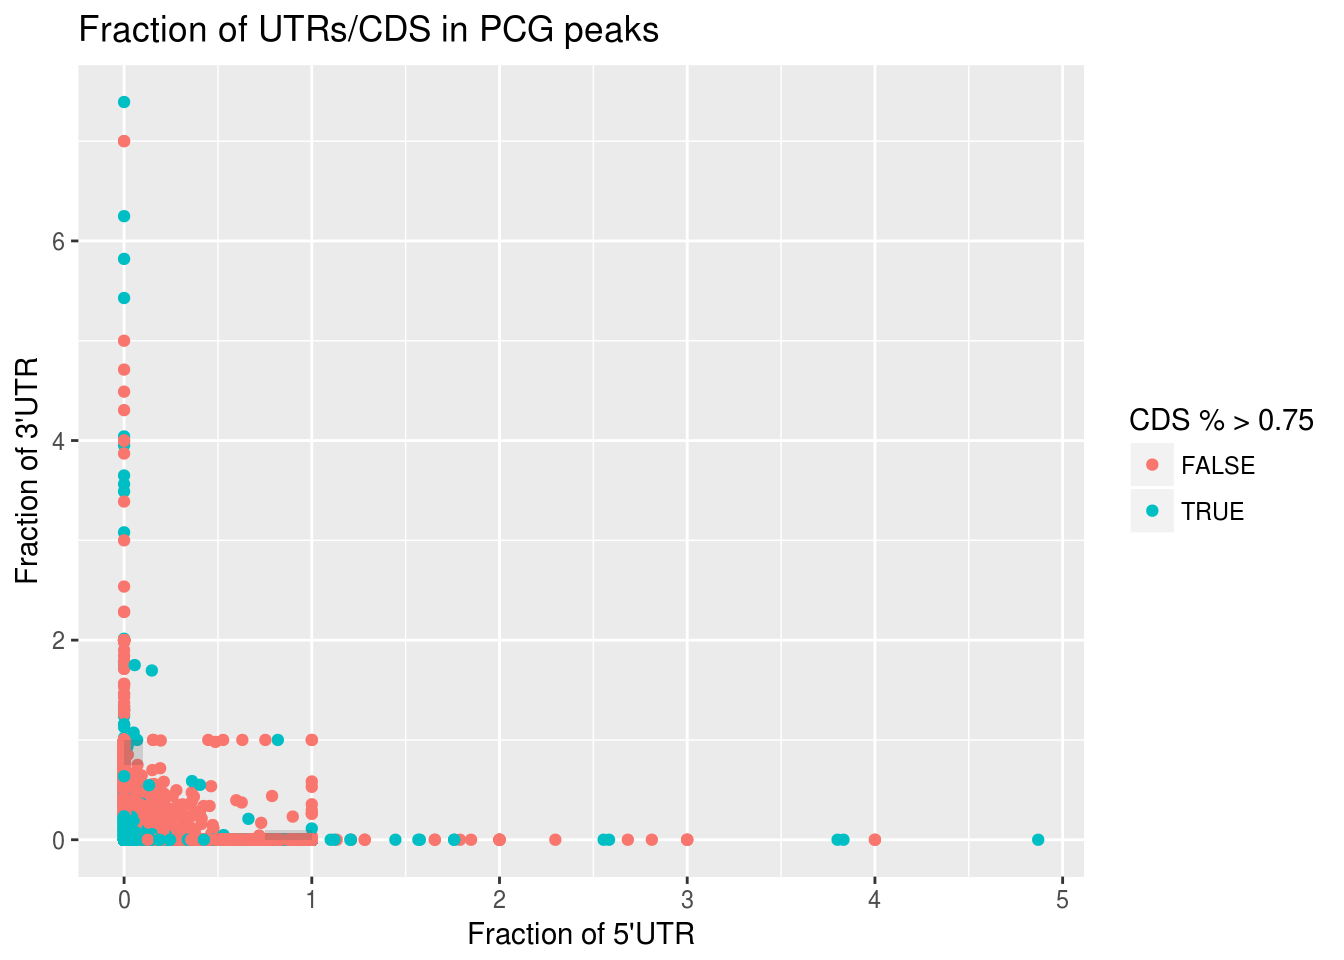 Fraction of UTRs/CDS in PCG peaks
Fraction of 3'UTR
6
4
2
0
0 1 2 3 4 5
Fraction of 5'UTR
CDS % > 0.75
FALSE
TRUE